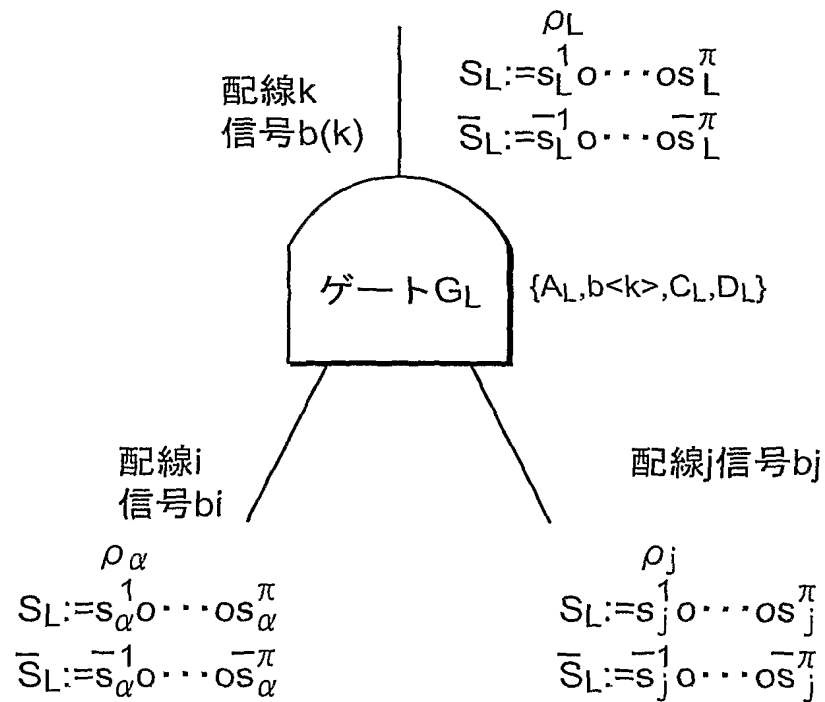 ρL
配線k
信号b(k)
SL:=s1Lo···osπL
S̄L:=s̄1Lo···os̄πL
ゲートGL
{AL,b<k>,CL,DL}
配線i
信号bi
配線j信号bj
ρα
SL:=s1αo···osπα
S̄L:=s̄1αo···os̄πα
ρj
SL:=s1jo···osπj
S̄L:=s̄1jo···os̄πj